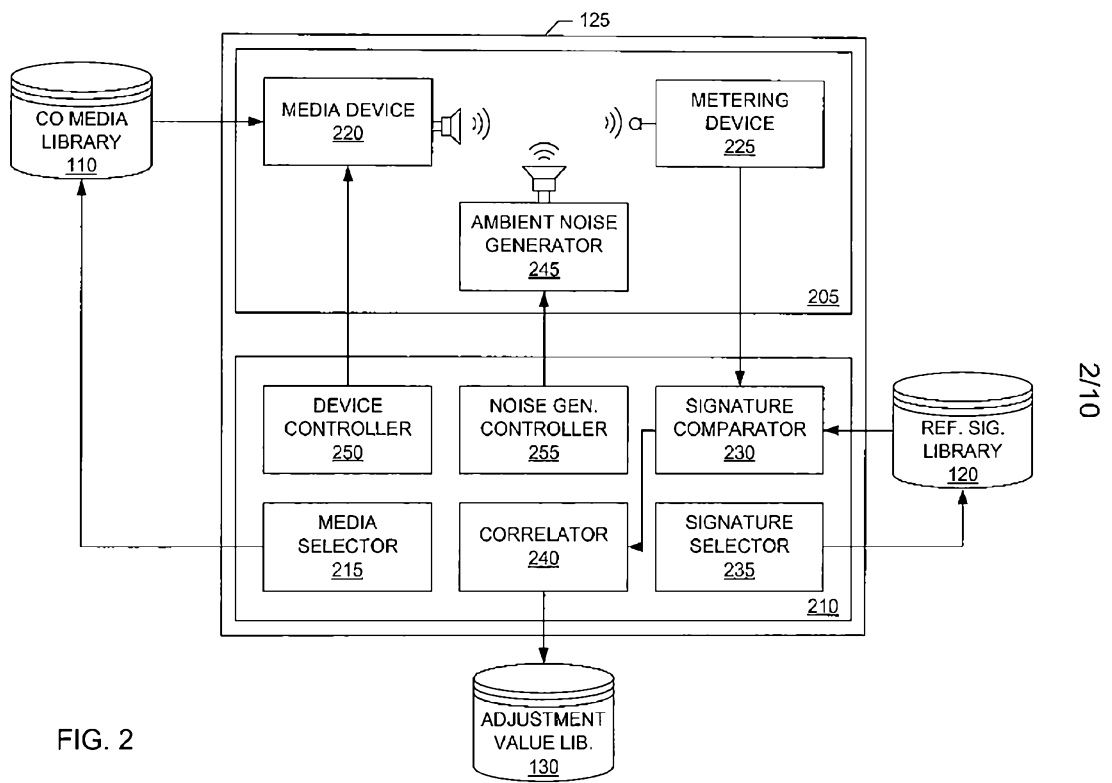 125
CO MEDIA
LIBRARY
110
MEDIA DEVICE
220
METERING
DEVICE
225
AMBIENT NOISE
GENERATOR
245
205
DEVICE
CONTROLLER
250
NOISE GEN.
CONTROLLER
255
SIGNATURE
COMPARATOR
230
REF. SIG.
LIBRARY
120
MEDIA
SELECTOR
215
CORRELATOR
240
SIGNATURE
SELECTOR
235
210
ADJUSTMENT
VALUE LIB.
130
FIG. 2
2/10